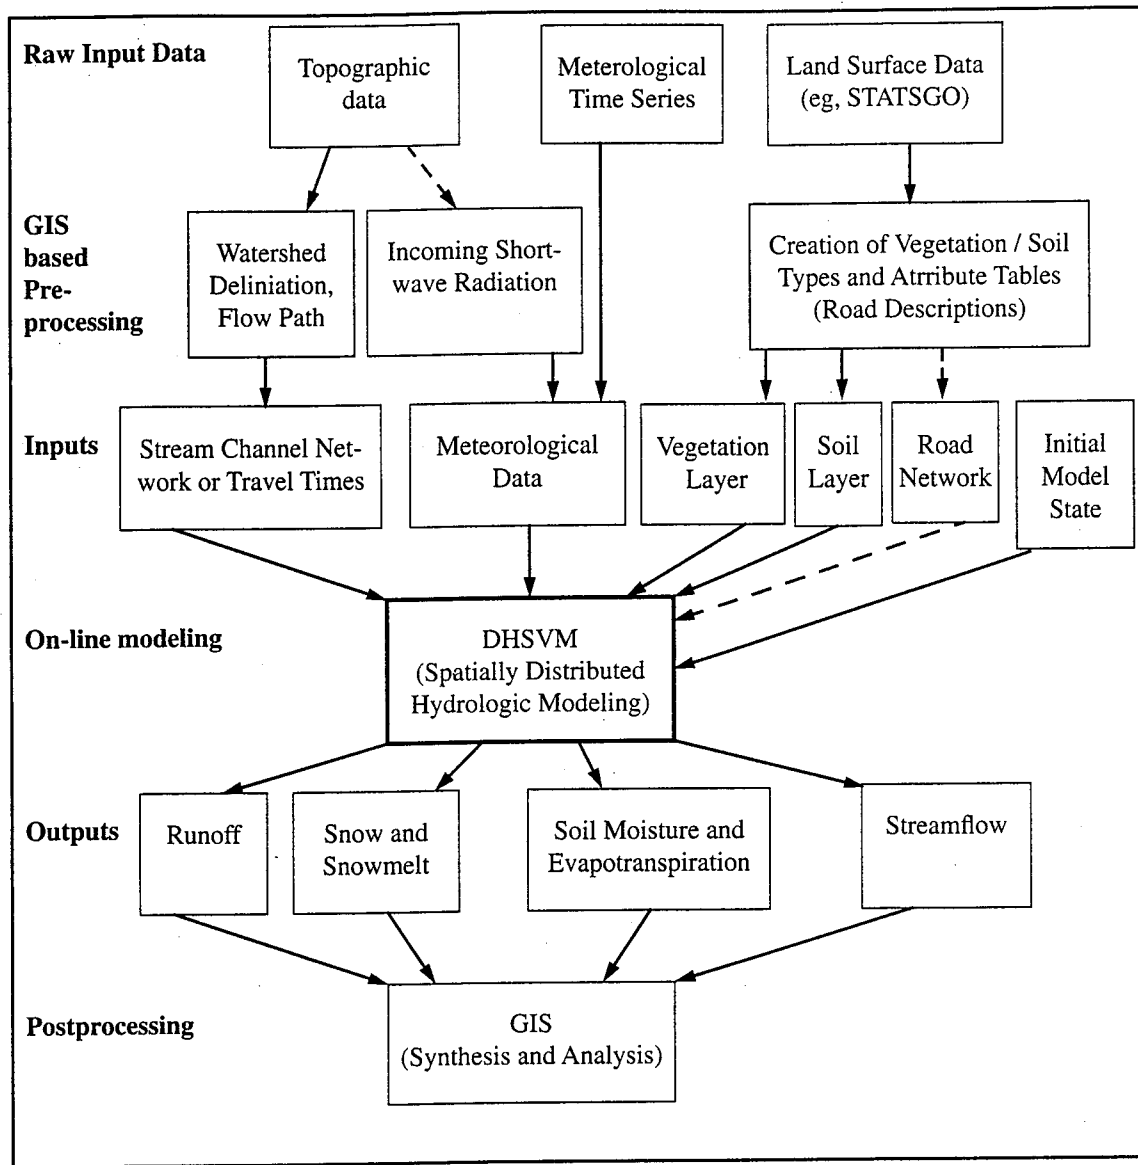 Raw Input Data
Topographic
data
Meterological
Time Series
Land Surface Data
(eg, STATSGO)
GIS
based
Pre-
processing
Watershed
Deliniation,
Flow Path
Incoming Short-
wave Radiation
Creation of Vegetation / Soil
Types and Atrribute Tables
(Road Descriptions)
Inputs
Stream Channel Net-
work or Travel Times
Meteorological
Data
Vegetation
Layer
Soil
Layer
Road
Network
Initial
Model
State
On-line modeling
DHSVM
(Spatially Distributed
Hydrologic Modeling)
Outputs
Runoff
Snow and
Snowmelt
Soil Moisture and
Evapotranspiration
Streamflow
Postprocessing
GIS
(Synthesis and Analysis)